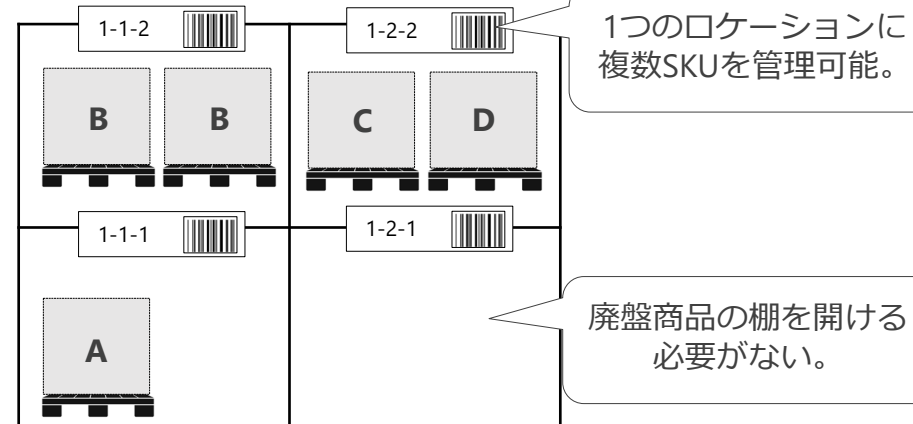 1-1-2
1-2-2
1つのロケーションに
複数SKUを管理可能。
B
B
C
D
1-1-1
1-2-1
A
廃盤商品の棚を開ける
必要がない。